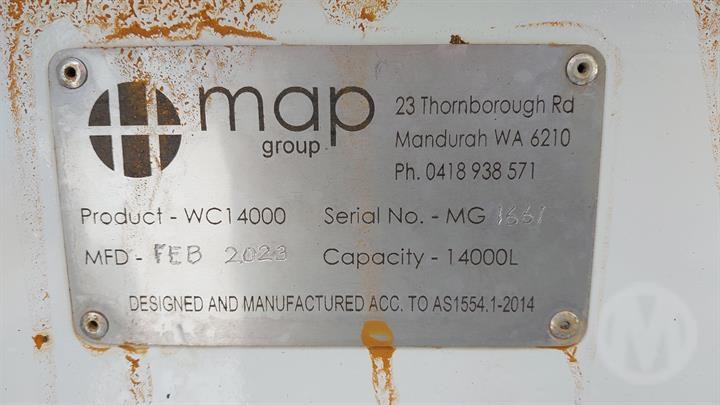 map
group
23 Thornborough Rd
Mandurah WA 6210
Ph. 0418 938 571
Product - WC14000 Serial No. - MG 1661
MFD - FEB 2023 Capacity - 14000L
DESIGNED AND MANUFACTURED ACC. TO AS1554.1-2014
M